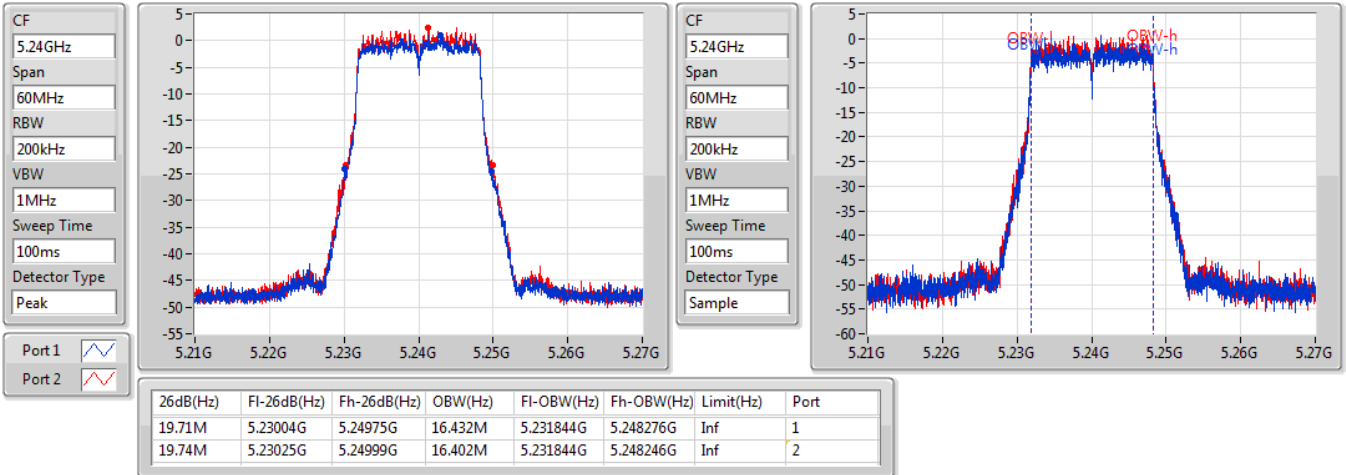 CF
5.24GHz
Span
60MHz
RBW
200kHz
VBW
1MHz
Sweep Time
100ms
Detector Type
Peak
Port 1
Port 2
5
0
-5
-10
-15
-20
-25
-30
-35
-40
-45
-50
-55
5.21G 5.22G 5.23G 5.24G 5.25G 5.26G 5.27G
CF
5.24GHz
Span
60MHz
RBW
200kHz
VBW
1MHz
Sweep Time
100ms
Detector Type
Sample
5
0
-5
-10
-15
-20
-25
-30
-35
-40
-45
-50
-55
-60
OBW-h
OBW-h
5.21G 5.22G 5.23G 5.24G 5.25G 5.26G 5.27G
26dB(Hz) Fl-26dB(Hz) Fh-26dB(Hz) OBW(Hz) Fl-OBW(Hz) Fh-OBW(Hz) Limit(Hz) Port
19.71M 5.23004G 5.24975G 16.432M 5.231844G 5.248276G Inf 1
19.74M 5.23025G 5.24999G 16.402M 5.231844G 5.248246G Inf 2